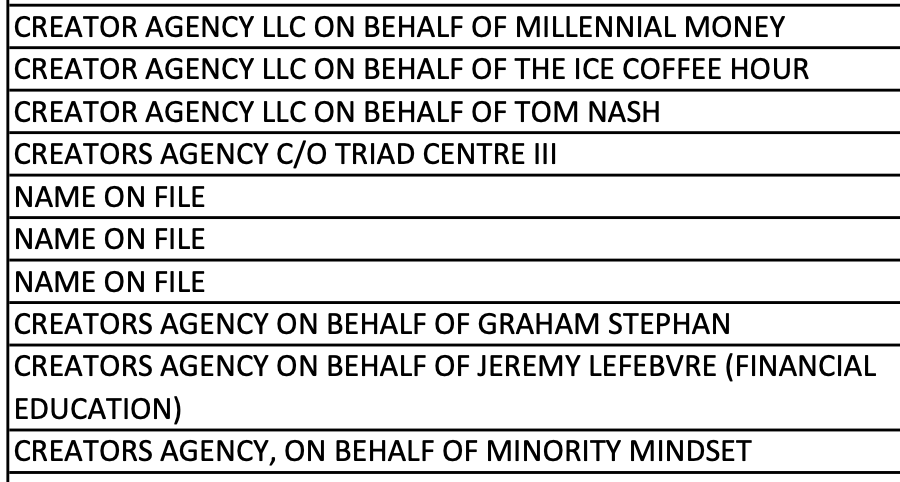 CREATOR AGENCY LLC ON BEHALF OF MILLENNIAL MONEY
CREATOR AGENCY LLC ON BEHALF OF THE ICE COFFEE HOUR
CREATOR AGENCY LLC ON BEHALF OF TOM NASH
CREATORS AGENCY C/O TRIAD CENTRE III
NAME ON FILE
NAME ON FILE
NAME ON FILE
CREATORS AGENCY ON BEHALF OF GRAHAM STEPHAN
CREATORS AGENCY ON BEHALF OF JEREMY LEFEBVRE (FINANCIAL
EDUCATION)
CREATORS AGENCY, ON BEHALF OF MINORITY MINDSET